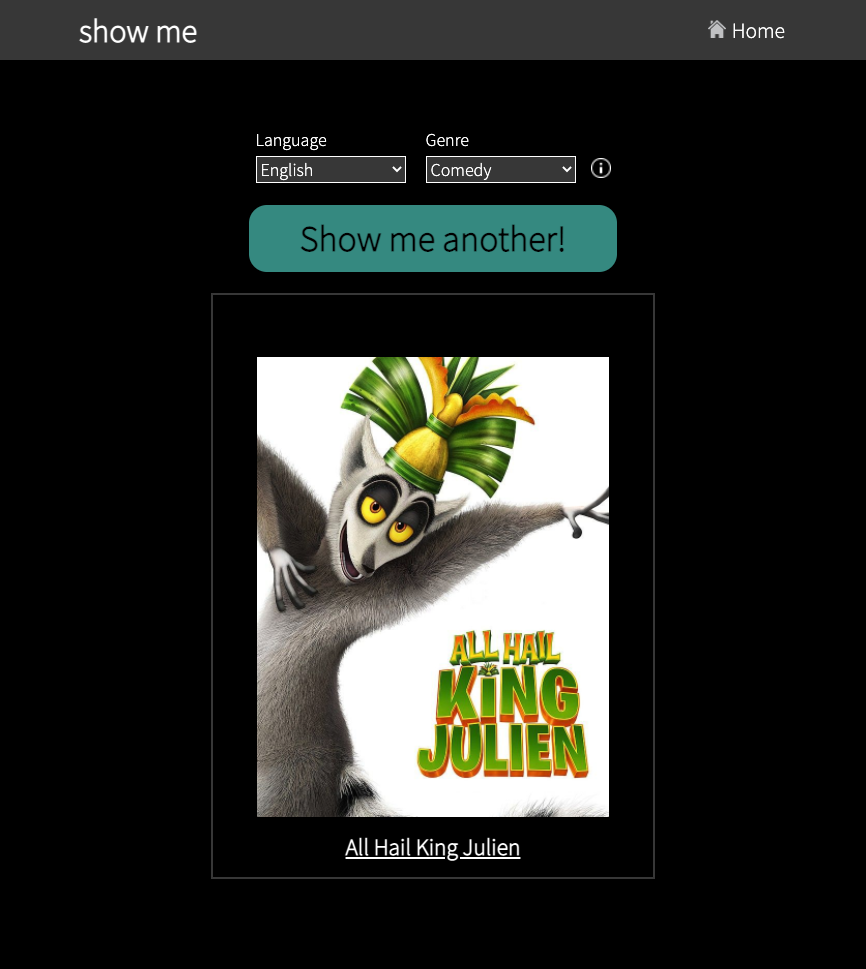 show me
Home
Language
Genre
English
Comedy
Show me another!
ALL HAIL
KING
JULIEN
All Hail King Julien